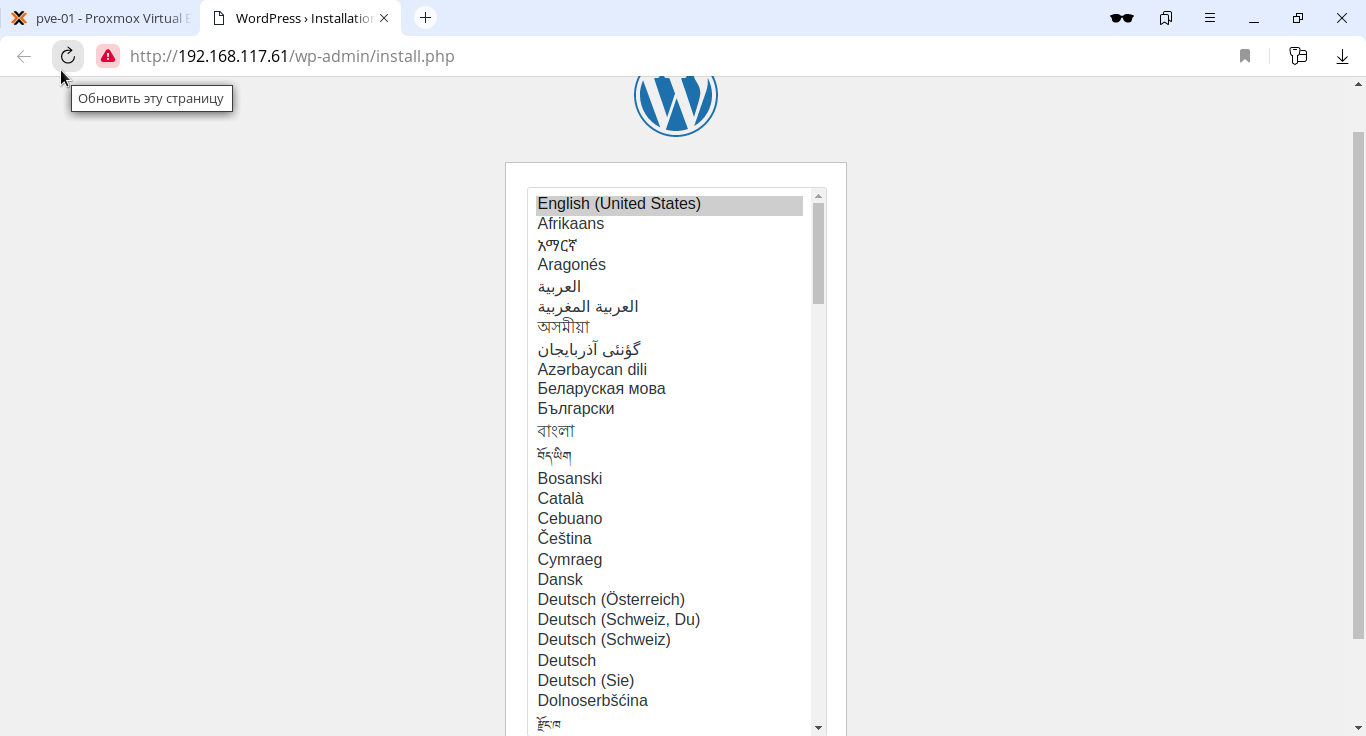 pve-01 - Proxmox Virtual E
WordPress › Installation
http://192.168.117.61/wp-admin/install.php
Обновить эту страницу
English (United States)
Afrikaans
አማርኛ
Aragonés
العربية
العربية المغربية
অসমীয়া
گؤنئی آذربایجان
Azərbaycan dili
Беларуская мова
Български
বাংলা
བོད་ཡིག
Bosanski
Català
Cebuano
Čeština
Cymraeg
Dansk
Deutsch (Österreich)
Deutsch (Schweiz, Du)
Deutsch (Schweiz)
Deutsch
Deutsch (Sie)
Dolnoserbšćina
རྫོང་ཁ